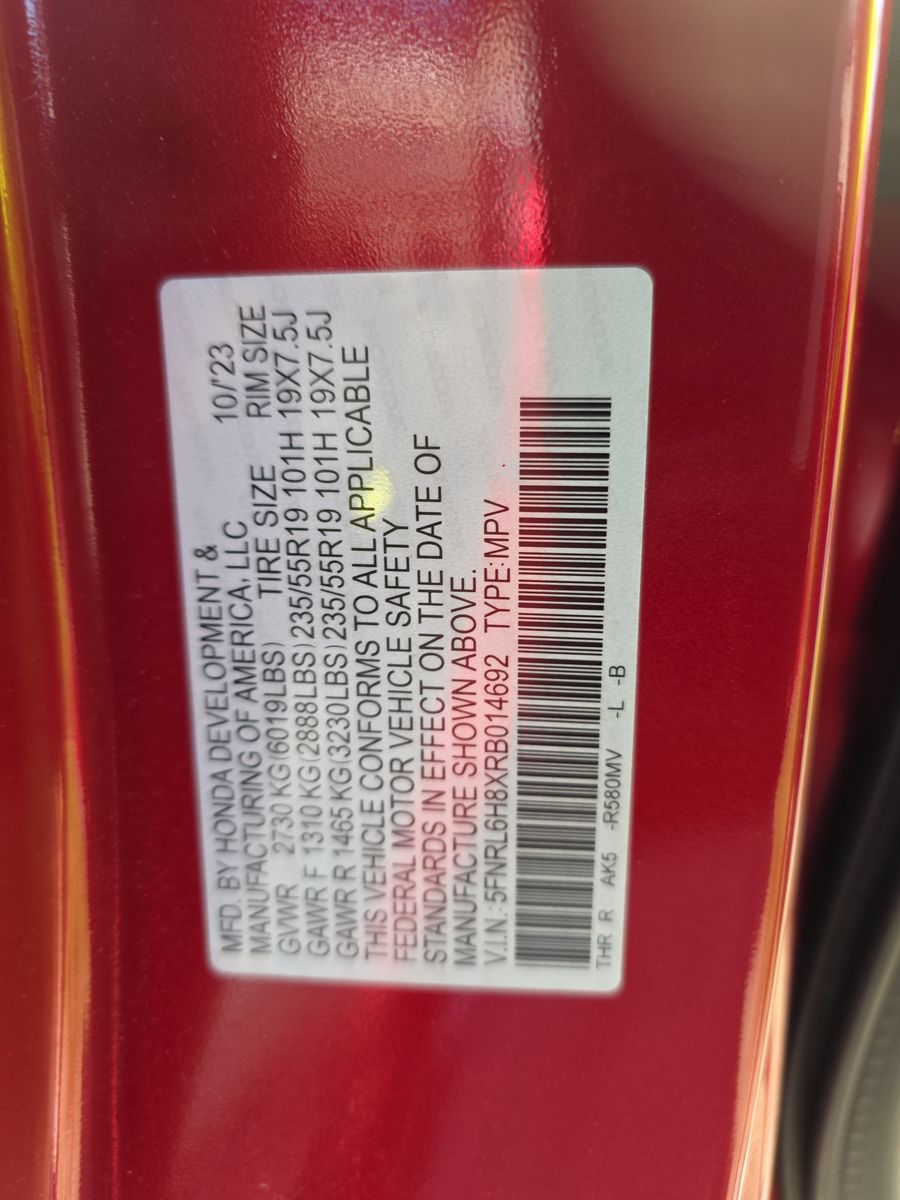 MFD. BY HONDA DEVELOPMENT &
MANUFACTURING OF AMERICA, LLC 10/'23
GVWR 2730 KG(6019LBS) TIRE SIZE RIM SIZE
GAWR F 1310 KG(2888LBS)235/55R19 101H 19X7.5J
GAWR R 1465 KG(3230LBS)235/55R19 101H 19X7.5J
THIS VEHICLE CONFORMS TO ALL APPLICABLE
FEDERAL MOTOR VEHICLE SAFETY
STANDARDS IN EFFECT ON THE DATE OF
MANUFACTURE SHOWN ABOVE.
V.I.N.:5FNRL6H8XRB014692 TYPE:MPV
THR R AK5 -R580MV -L -B